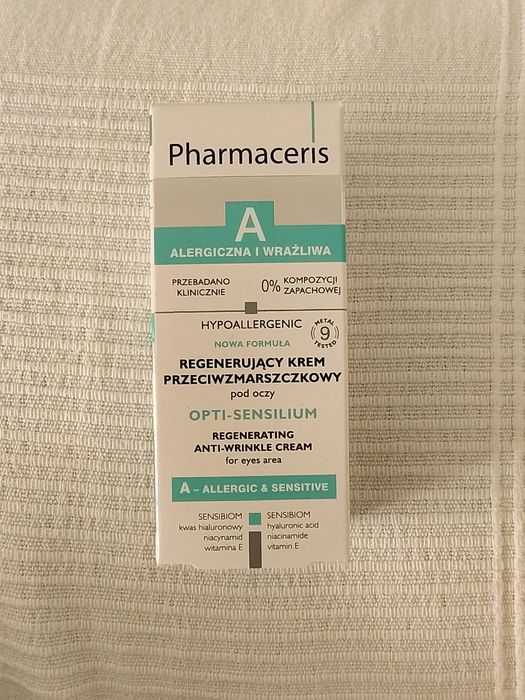 Pharmaceris
A
ALERGICZNA I WRAŻLIWA
PRZEBADANO
KLINICZNIE
0% KOMPOZYCJI
ZAPACHOWEJ
HYPOALLERGENIC
METAL
9
TESTED
NOWA FORMUŁA
REGENERUJĄCY KREM
PRZECIWZMARSZCZKOWY
pod oczy
OPTI-SENSILIUM
REGENERATING
ANTI-WRINKLE CREAM
for eyes area
A – ALLERGIC & SENSITIVE
SENSIBIOM
kwas hialuronowy
niacynamid
witamina E
SENSIBIOM
hyaluronic acid
niacinamide
vitamin E